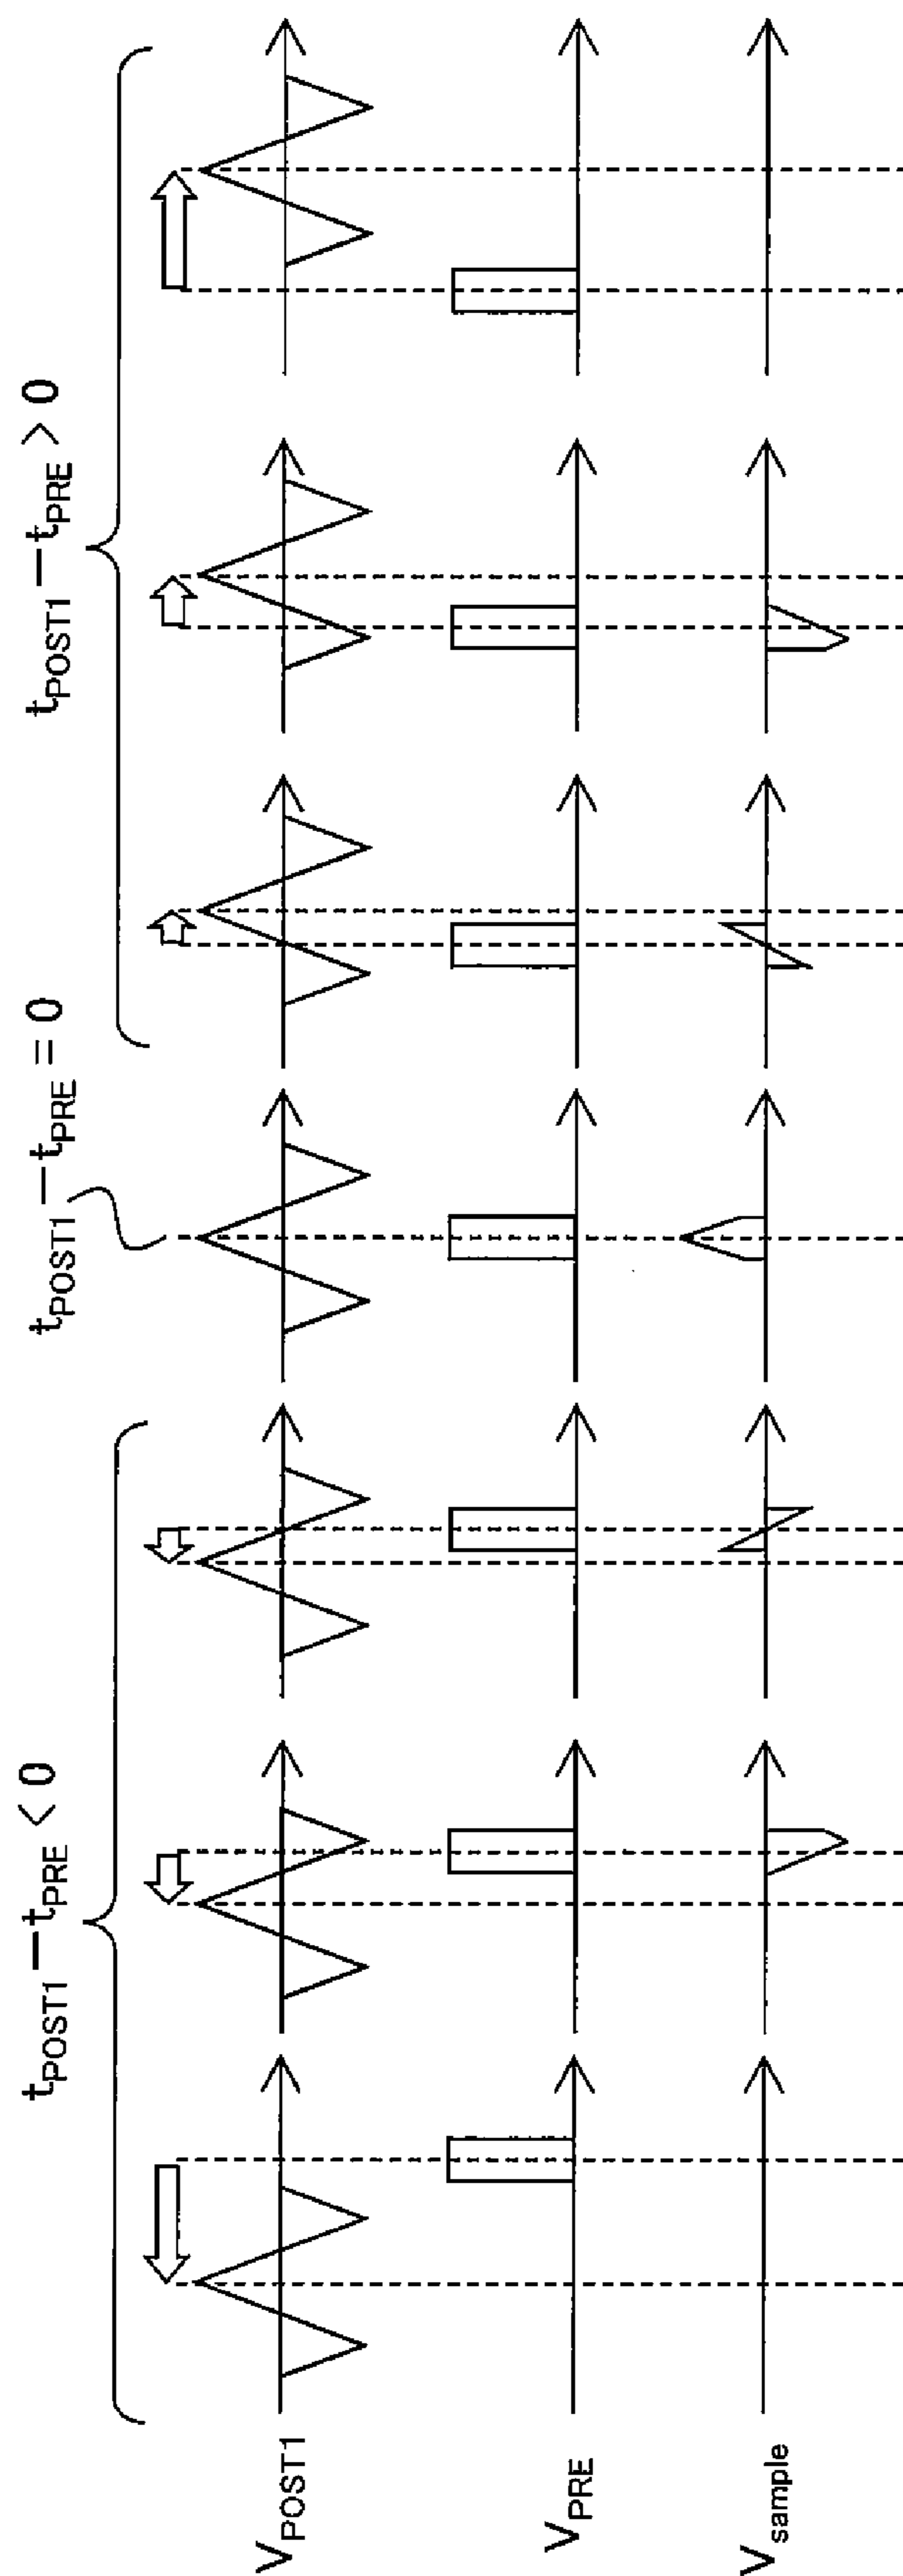 t_POST1 − t_PRE < 0
t_POST1 − t_PRE = 0
t_POST1 − t_PRE > 0
V_POST1
V_PRE
V_sample